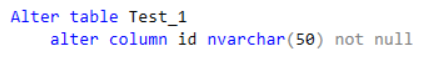 Alter table Test_1
alter column id nvarchar(50) not null